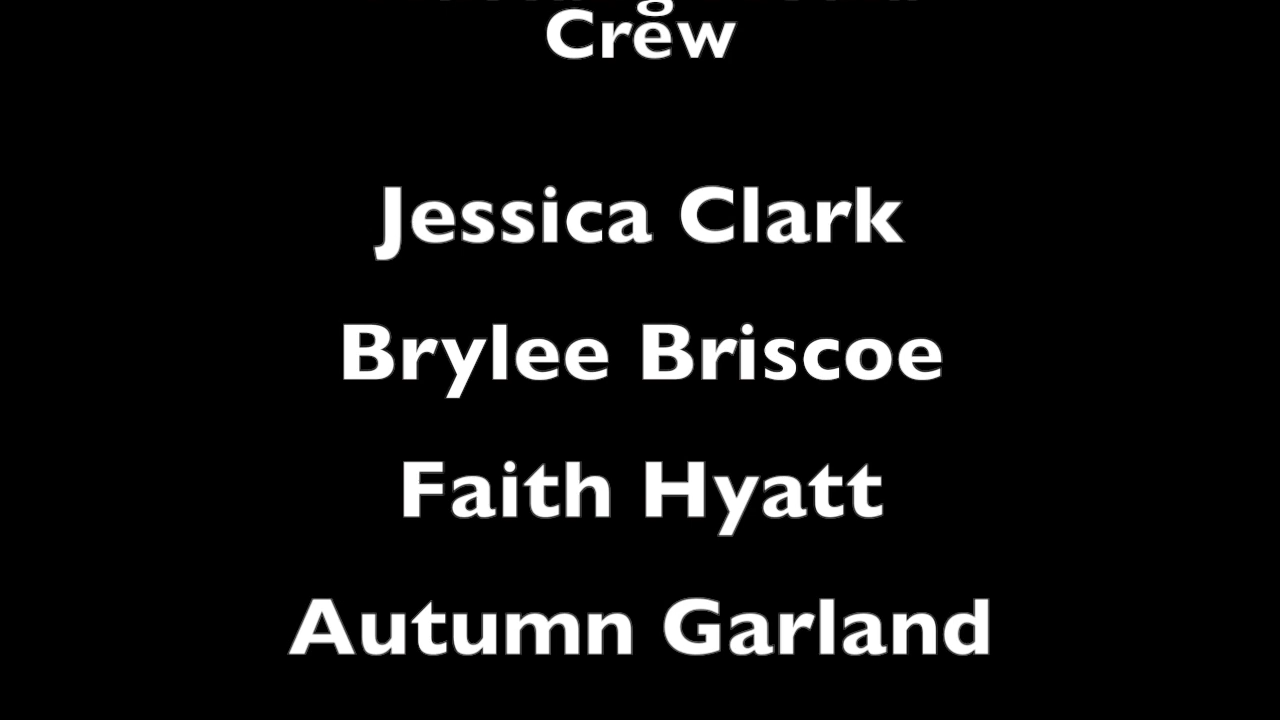 Crew
Jessica Clark
Brylee Briscoe
Faith Hyatt
Autumn Garland